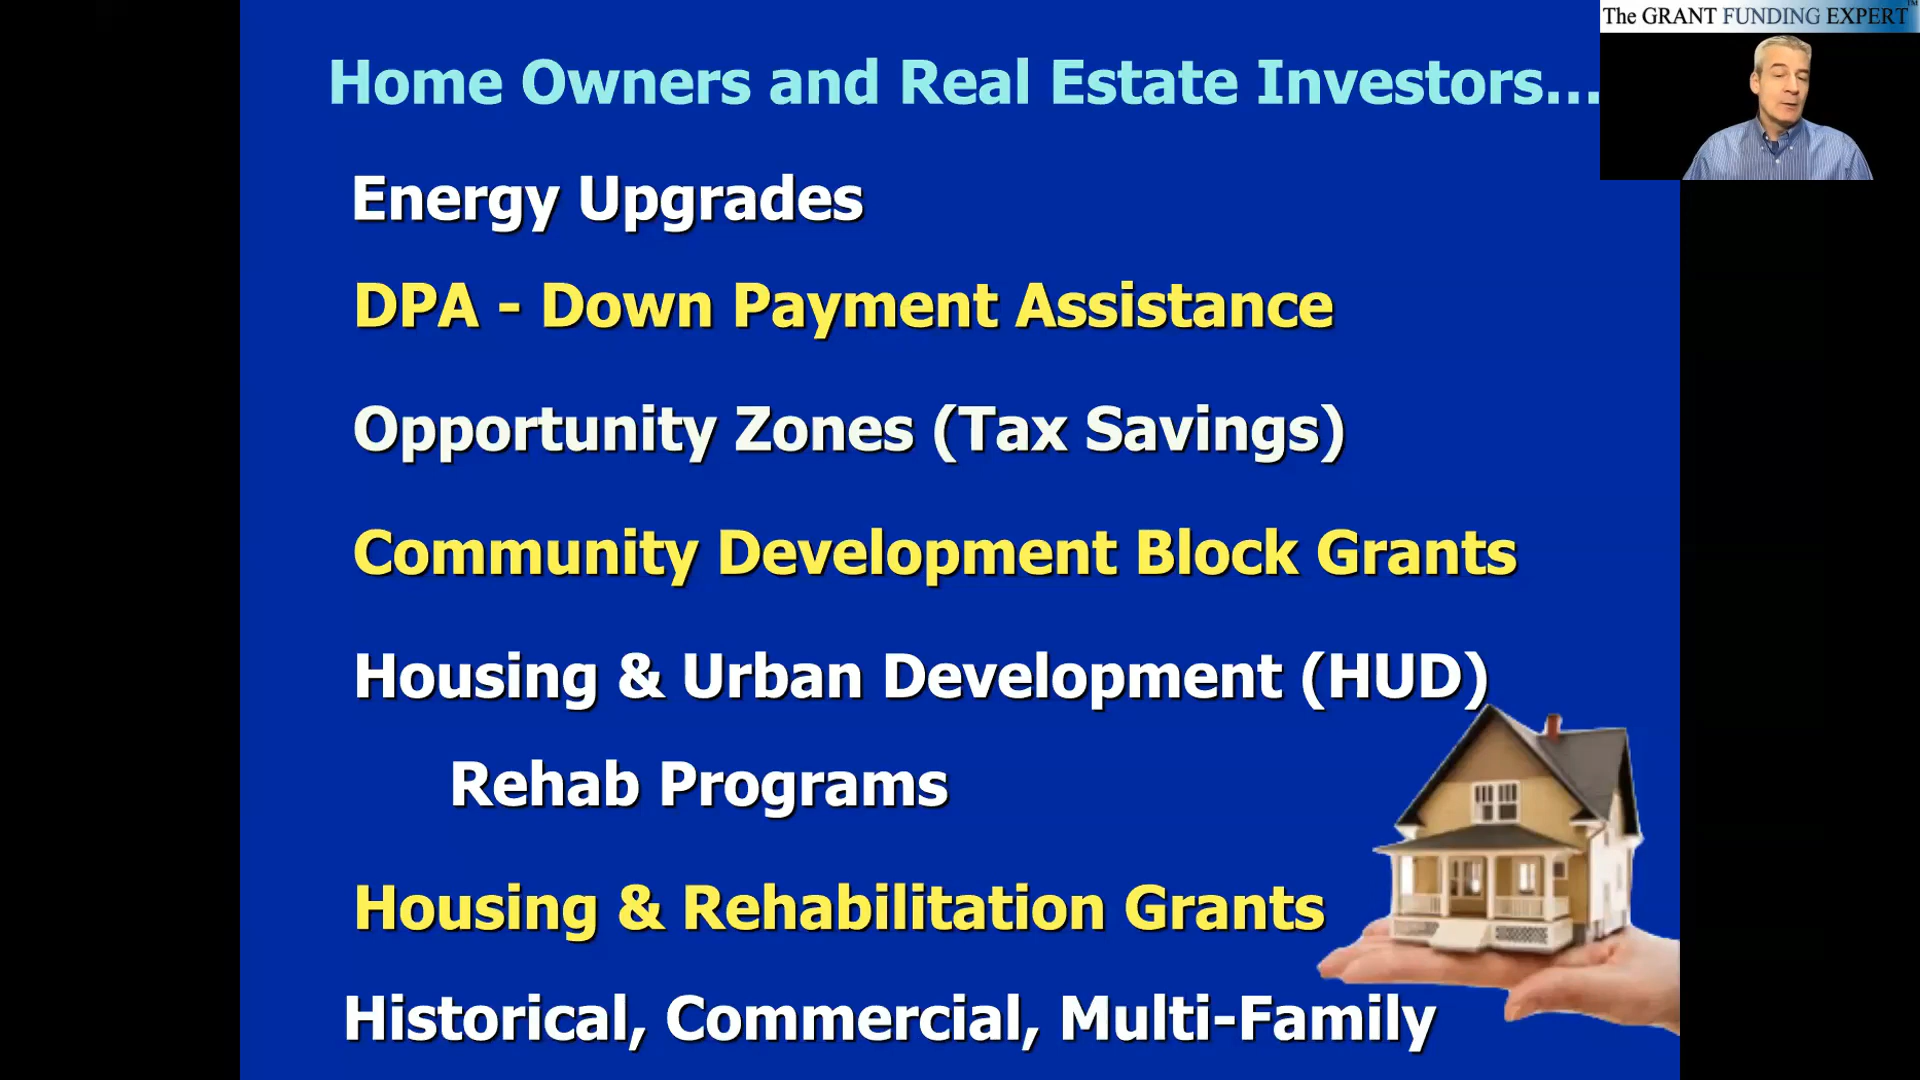 The GRANT FUNDING EXPERT™
Home Owners and Real Estate Investors...
Energy Upgrades
DPA - Down Payment Assistance
Opportunity Zones (Tax Savings)
Community Development Block Grants
Housing & Urban Development (HUD)
Rehab Programs
Housing & Rehabilitation Grants
Historical, Commercial, Multi-Family